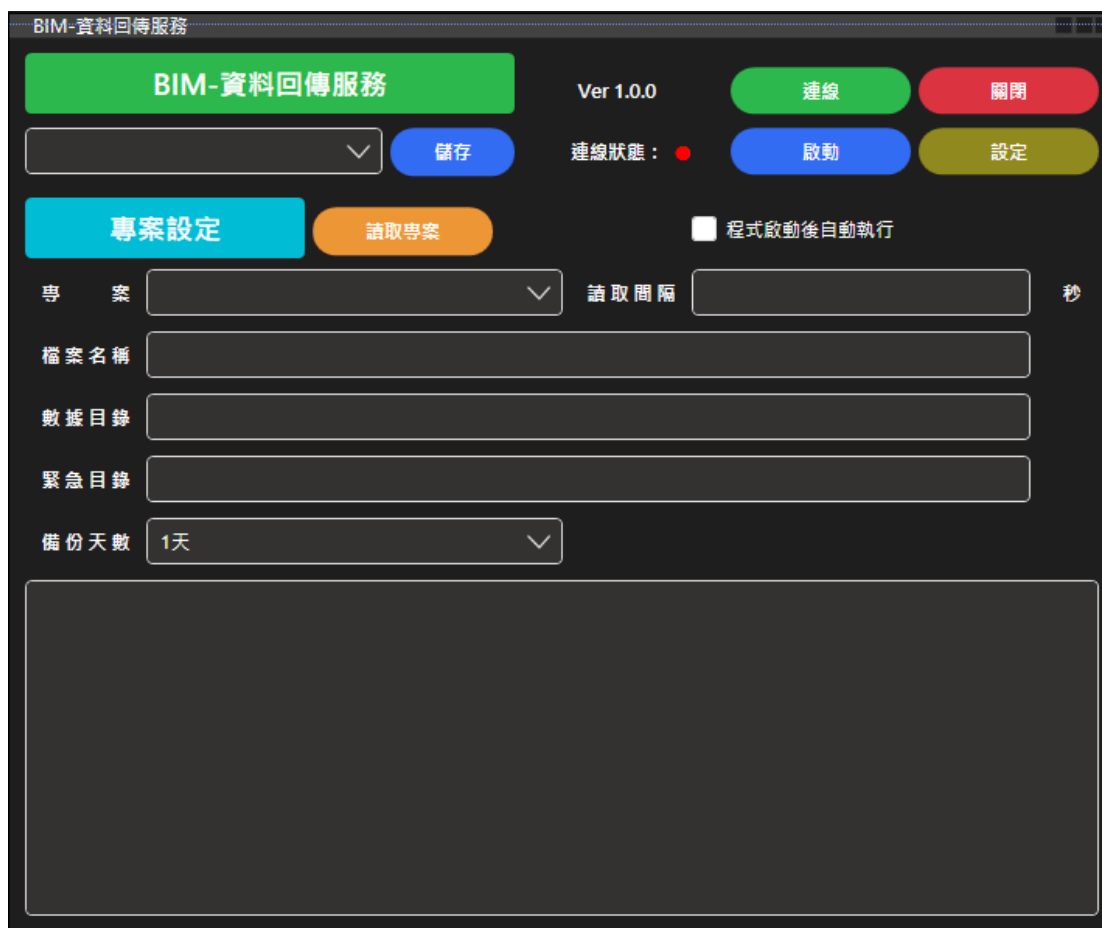 BIM-資料回傳服務
BIM-資料回傳服務 Ver 1.0.0 連線 關閉
儲存 連線狀態： 啟動 設定
專案設定 讀取專案 程式啟動後自動執行
專 案 讀取間隔 秒
檔案名稱
數據目錄
緊急目錄
備份天數 1天